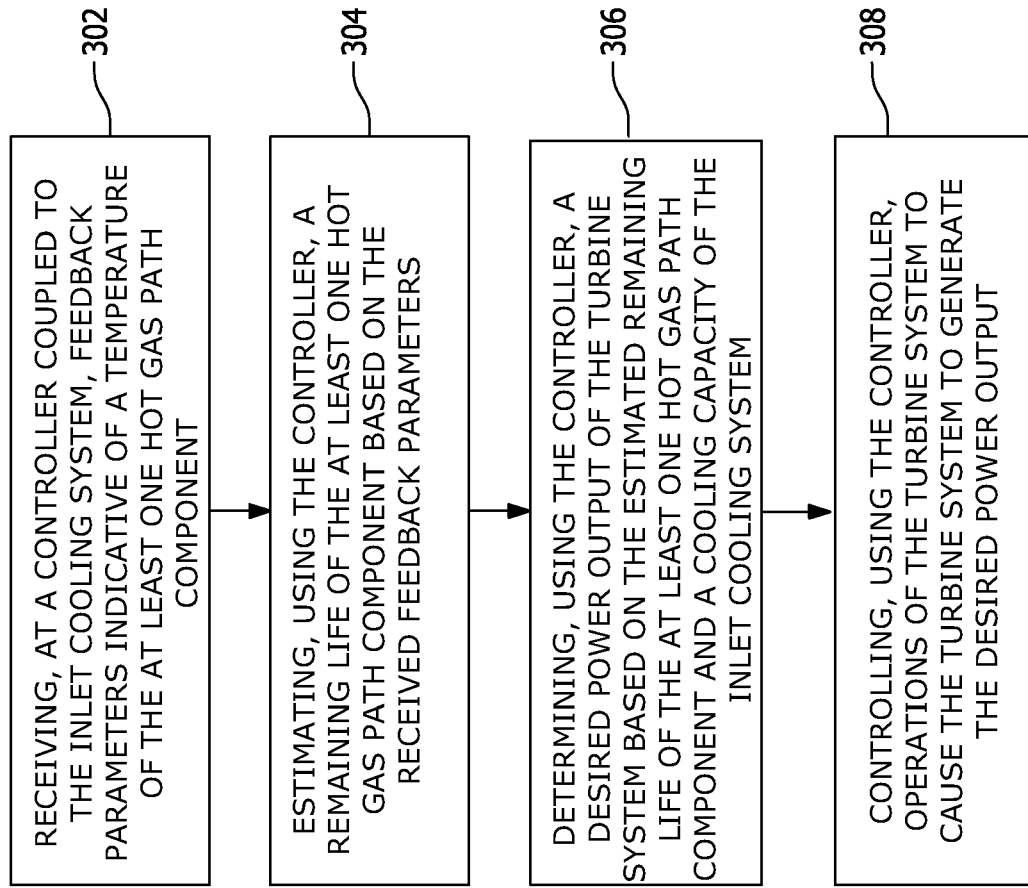 RECEIVING, AT A CONTROLLER COUPLED TO
THE INLET COOLING SYSTEM, FEEDBACK
PARAMETERS INDICATIVE OF A TEMPERATURE
OF THE AT LEAST ONE HOT GAS PATH
COMPONENT
302
ESTIMATING, USING THE CONTROLLER, A
REMAINING LIFE OF THE AT LEAST ONE HOT
GAS PATH COMPONENT BASED ON THE
RECEIVED FEEDBACK PARAMETERS
304
DETERMINING, USING THE CONTROLLER, A
DESIRED POWER OUTPUT OF THE TURBINE
SYSTEM BASED ON THE ESTIMATED REMAINING
LIFE OF THE AT LEAST ONE HOT GAS PATH
COMPONENT AND A COOLING CAPACITY OF THE
INLET COOLING SYSTEM
306
CONTROLLING, USING THE CONTROLLER,
OPERATIONS OF THE TURBINE SYSTEM TO
CAUSE THE TURBINE SYSTEM TO GENERATE
THE DESIRED POWER OUTPUT
308